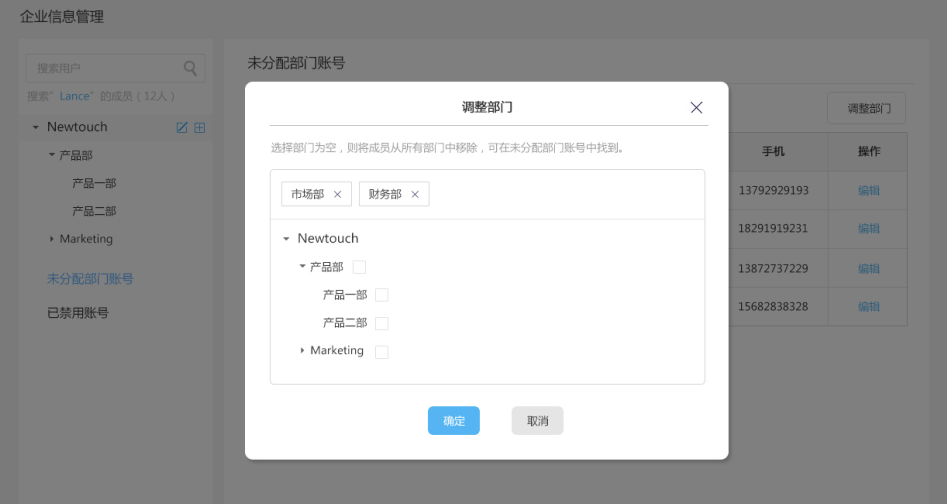 企业信息管理
搜索用户
搜索"Lance"的成员（12人）
Newtouch
产品部
产品一部
产品二部
Marketing
未分配部门账号
已禁用账号
未分配部门账号
调整部门
手机 操作
13792929193 编辑
18291919231 编辑
13872737229 编辑
15682838328 编辑
调整部门
选择部门为空，则将成员从所有部门中移除，可在未分配部门账号中找到。
市场部 × 财务部 ×
Newtouch
产品部
产品一部
产品二部
Marketing
确定 取消